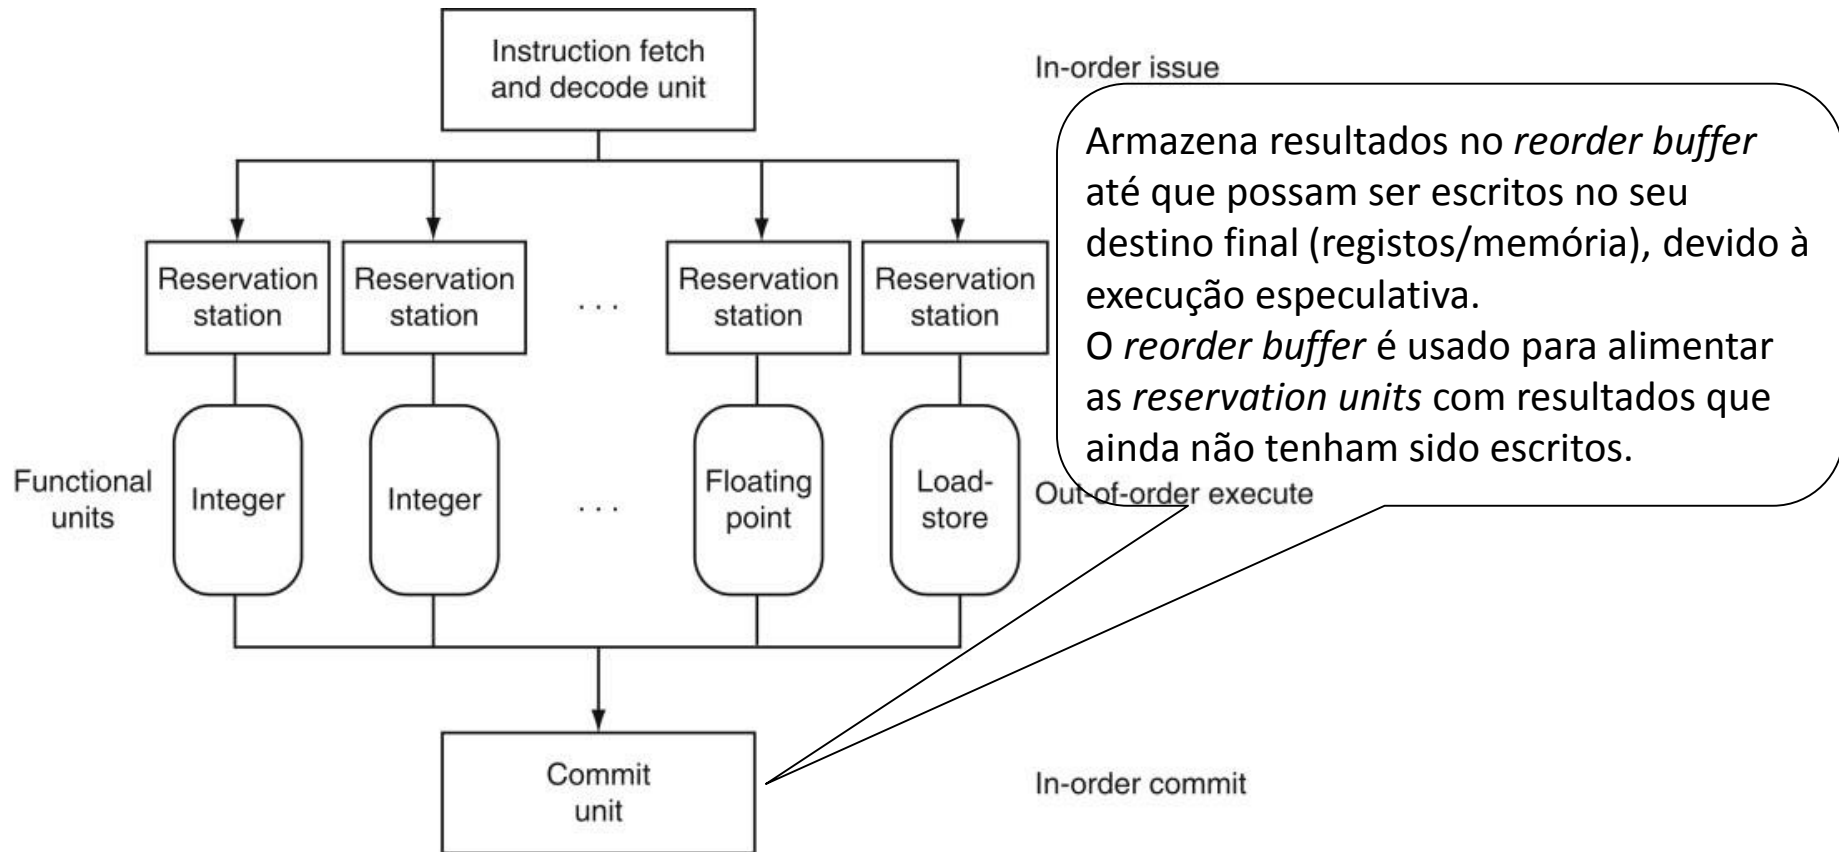 Instruction fetch
and decode unit
In-order issue
Armazena resultados no reorder buffer
até que possam ser escritos no seu
destino final (registos/memória), devido à
execução especulativa.
O reorder buffer é usado para alimentar
as reservation units com resultados que
ainda não tenham sido escritos.
Reservation
station
Reservation
station
. . .
Reservation
station
Reservation
station
Functional
units
Integer
Integer
. . .
Floating
point
Load-
store
Out-of-order execute
Commit
unit
In-order commit